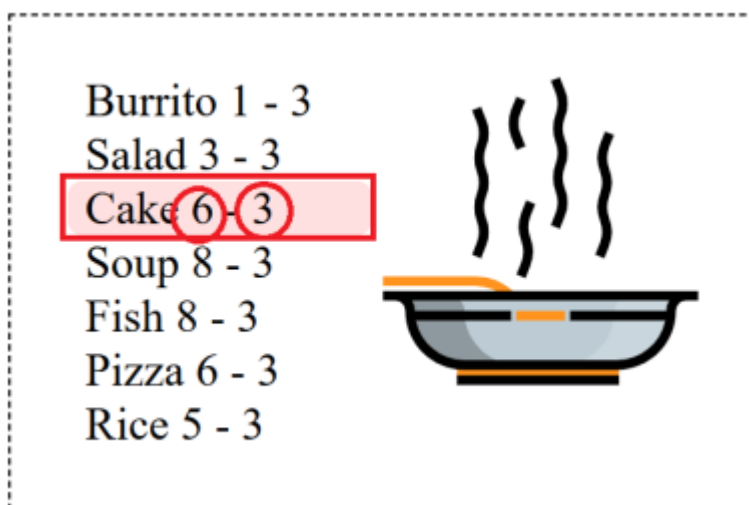 Burrito 1 - 3
Salad 3 - 3
Cake 6 - 3
Soup 8 - 3
Fish 8 - 3
Pizza 6 - 3
Rice 5 - 3